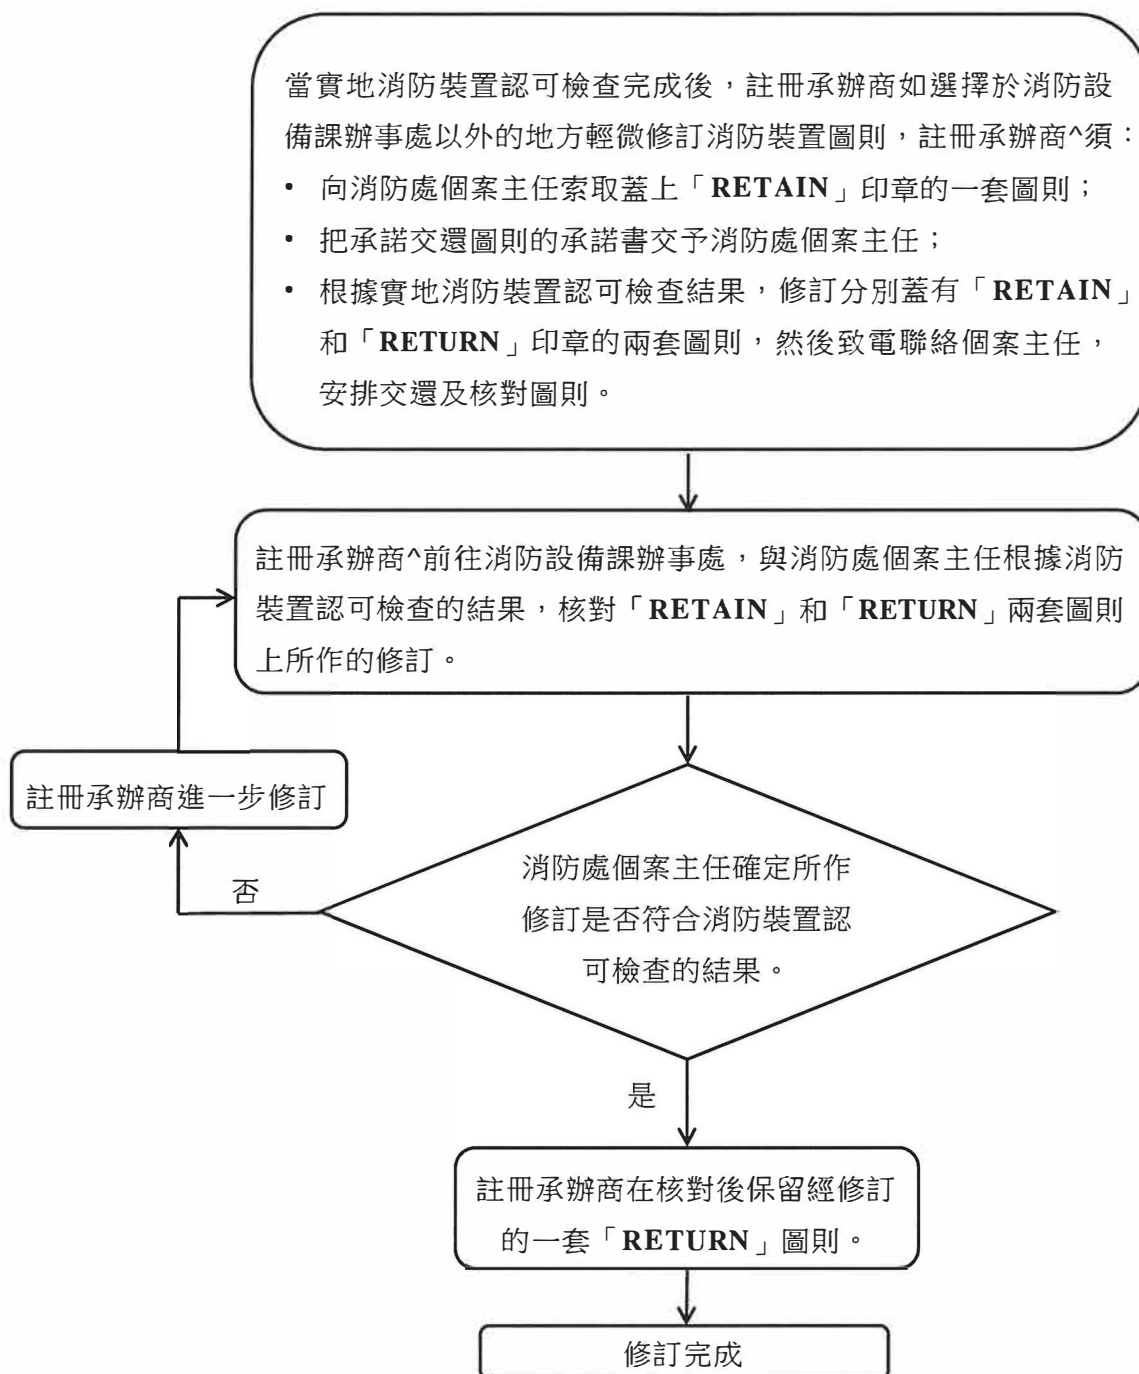 當實地消防裝置認可檢查完成後，註冊承辦商如選擇於消防設
備課辦事處以外的地方輕微修訂消防裝置圖則，註冊承辦商^須：
• 向消防處個案主任索取蓋上「RETAIN」印章的一套圖則；
• 把承諾交還圖則的承諾書交予消防處個案主任；
• 根據實地消防裝置認可檢查結果，修訂分別蓋有「RETAIN」
和「RETURN」印章的兩套圖則，然後致電聯絡個案主任，
安排交還及核對圖則。
註冊承辦商^前往消防設備課辦事處，與消防處個案主任根據消防
裝置認可檢查的結果，核對「RETAIN」和「RETURN」兩套圖則
上所作的修訂。
註冊承辦商進一步修訂
否
消防處個案主任確定所作
修訂是否符合消防裝置認
可檢查的結果。
是
註冊承辦商在核對後保留經修訂
的一套「RETURN」圖則。
修訂完成